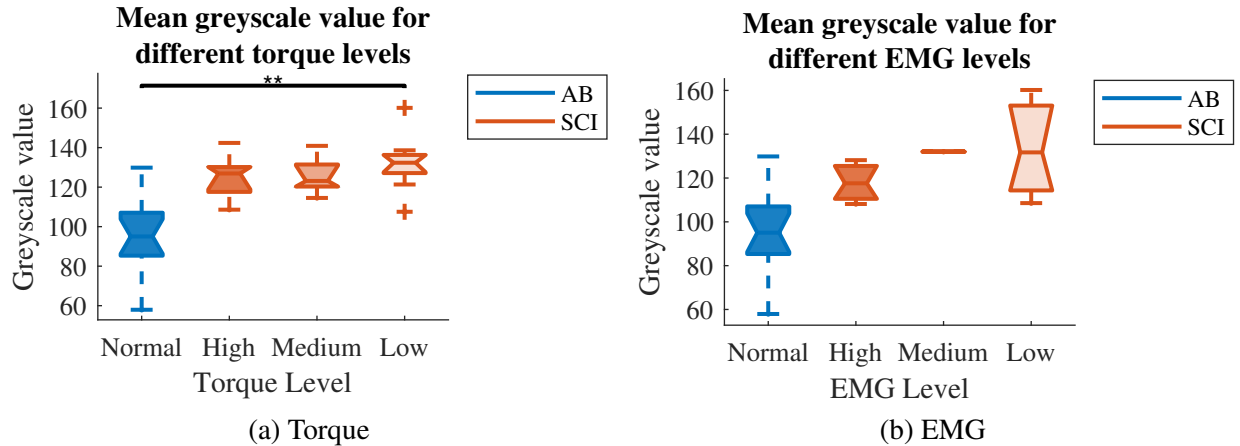 Mean greyscale value for
different torque levels
**
160
140
120
100
80
60
Greyscale value
Normal High Medium Low
Torque Level
AB
SCI
(a) Torque
Mean greyscale value for
different EMG levels
160
140
120
100
80
60
Greyscale value
Normal High Medium Low
EMG Level
AB
SCI
(b) EMG